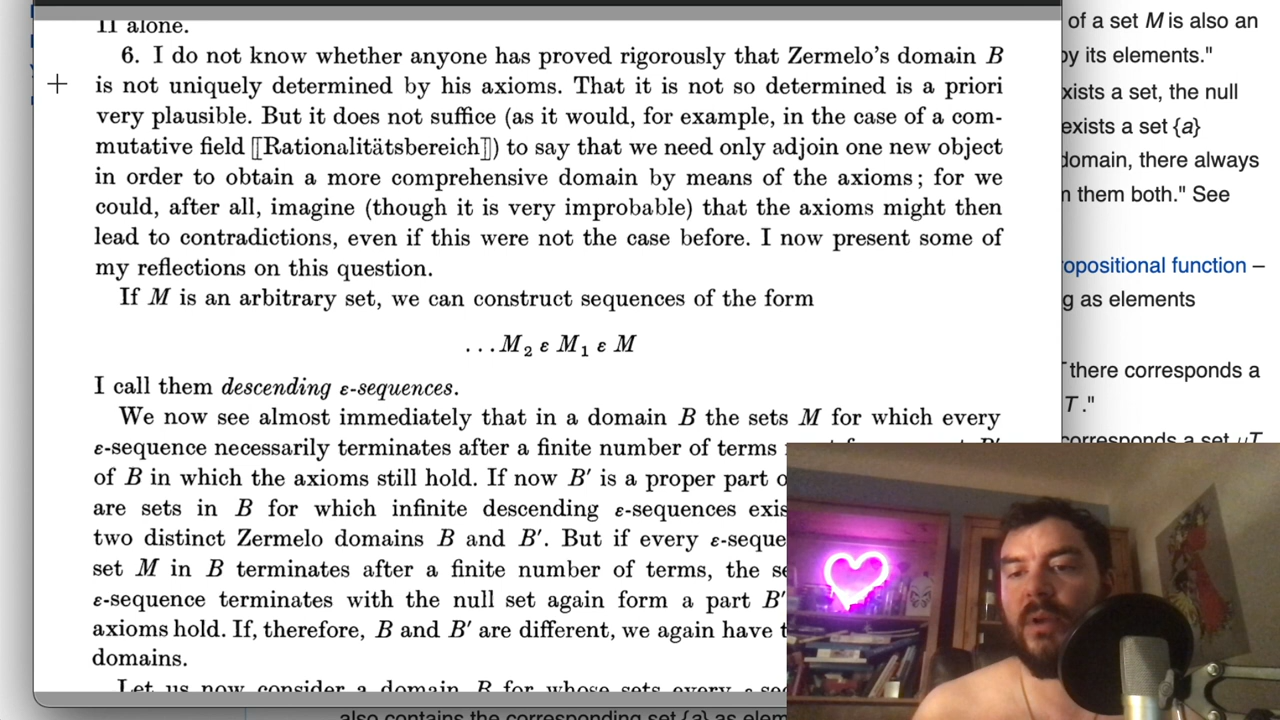 II alone.
6. I do not know whether anyone has proved rigorously that Zermelo's domain B
is not uniquely determined by his axioms. That it is not so determined is a priori
very plausible. But it does not suffice (as it would, for example, in the case of a com-
mutative field ⟦Rationalitätsbereich⟧) to say that we need only adjoin one new object
in order to obtain a more comprehensive domain by means of the axioms; for we
could, after all, imagine (though it is very improbable) that the axioms might then
lead to contradictions, even if this were not the case before. I now present some of
my reflections on this question.
If M is an arbitrary set, we can construct sequences of the form
...M₂ ε M₁ ε M
I call them descending ε-sequences.
We now see almost immediately that in a domain B the sets M for which every
ε-sequence necessarily terminates after a finite number of terms
of B in which the axioms still hold. If now B′ is a proper part
are sets in B for which infinite descending ε-sequences
two distinct Zermelo domains B and B′. But if every
set M in B terminates after a finite number of terms, the
ε-sequence terminates with the null set again form a part B′
axioms hold. If, therefore, B and B′ are different, we again have
domains.
Let us now consider a domain B for whose sets every
of a set M is also an
by its elements."
xists a set, the null
exists a set {a}
domain, there always
them both." See
opositional function –
g as elements
there corresponds a
T."
corresponds a set
also contains the corresponding set {a} as